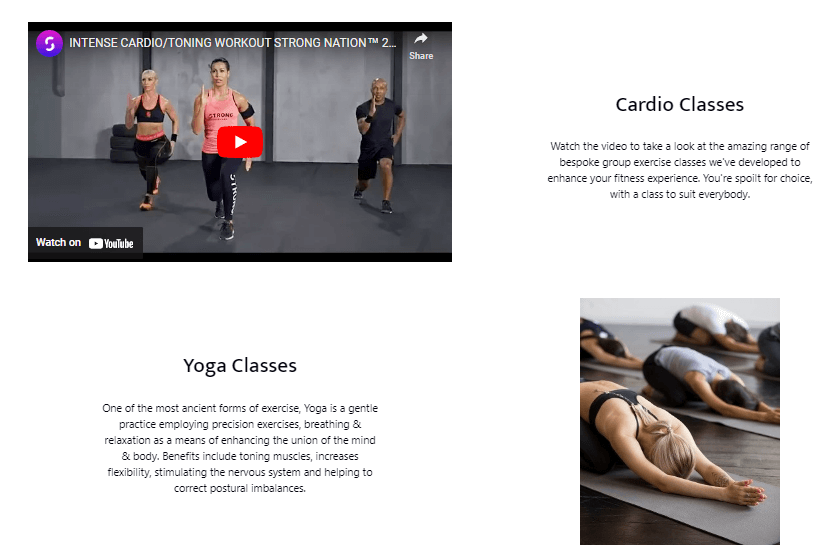 INTENSE CARDIO/TONING WORKOUT STRONG NATION™ 2...
Share
STRONG
Watch on YouTube
Cardio Classes
Watch the video to take a look at the amazing range of
bespoke group exercise classes we've developed to
enhance your fitness experience. You're spoilt for choice,
with a class to suit everybody.
Yoga Classes
One of the most ancient forms of exercise, Yoga is a gentle
practice employing precision exercises, breathing &
relaxation as a means of enhancing the union of the mind
& body. Benefits include toning muscles, increases
flexibility, stimulating the nervous system and helping to
correct postural imbalances.